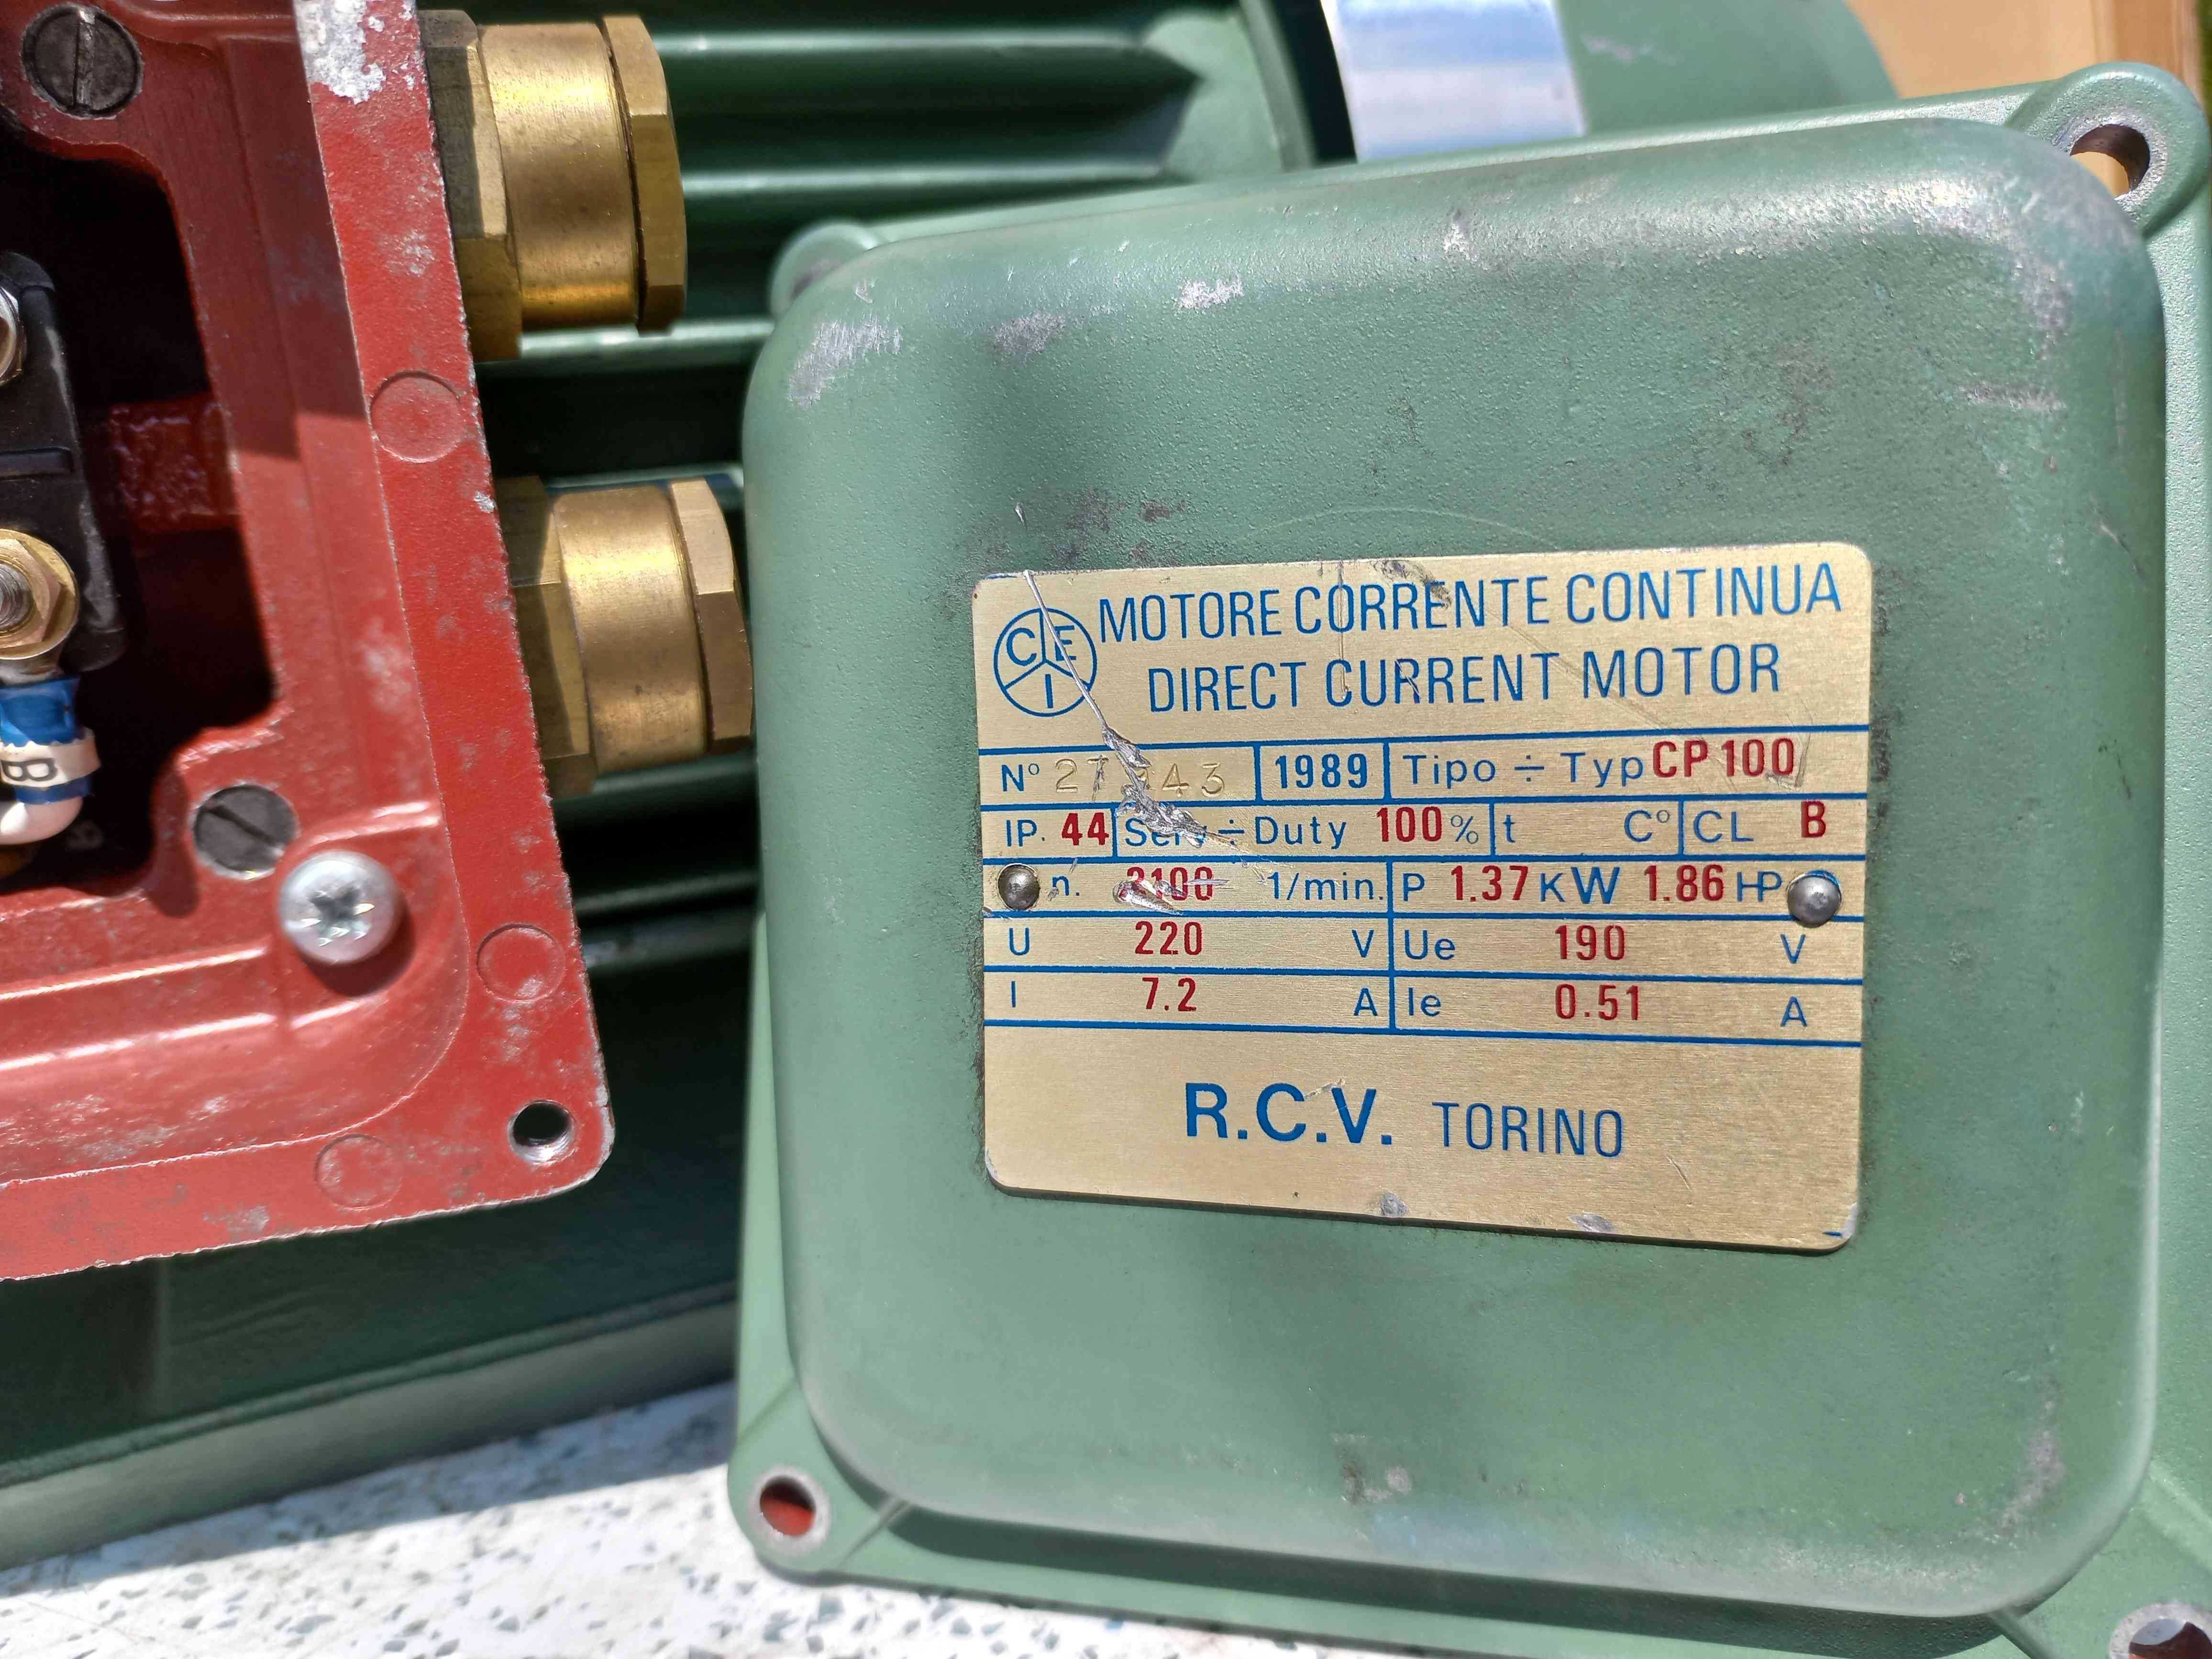 B
CEI
MOTORE CORRENTE CONTINUA
DIRECT CURRENT MOTOR
N° 1989 Tipo ÷ Typ CP 100
IP. 44 Serv ÷ Duty 100 % t C° CL B
n. 1/min. P 1.37 KW 1.86 HP
U 220 V Ue 190 V
I 7.2 A Ie 0.51 A
R.C.V. TORINO